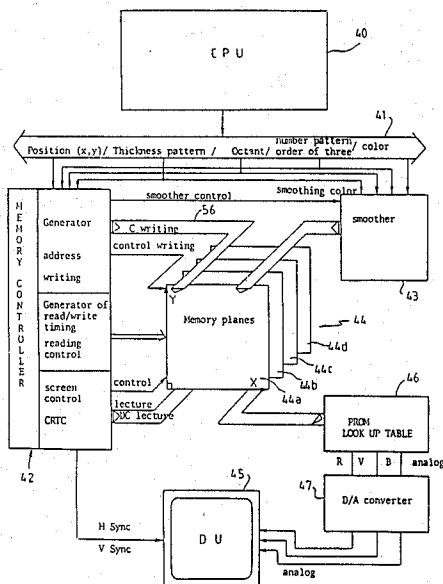 CPU
40
41
Position (x,y)/ Thickness pattern / Octant/ number pattern order of three / color
smoother control
smoothing color
56
MEMORY CONTROLLER
Generator
address
writing
C writing
control writing
smoother
43
Generator of
read/write
timing
reading
control
Y
Memory planes
X
44
44d
44c
44b
44a
screen
control
CRTC
control
lecture
DC lecture
42
46
PROM
LOOK UP TABLE
R V B analog
47
D/A converter
45
DU
H Sync
V Sync
analog